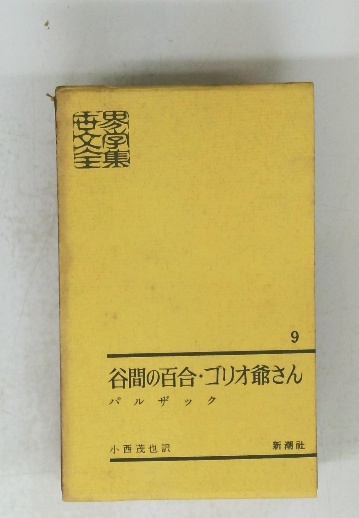 世界文学全集
9
谷間の百合・ゴリオ爺さん
バルザック
小西茂也訳
新潮社